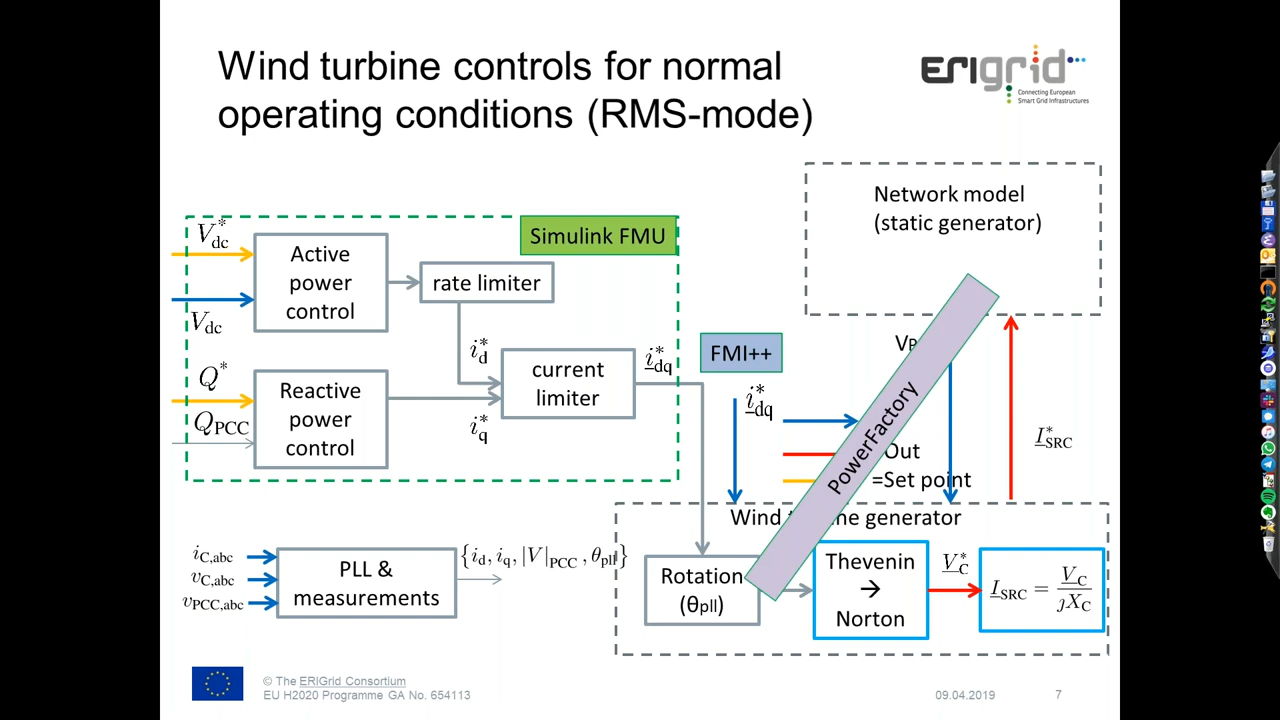 Wind turbine controls for normal
operating conditions (RMS-mode)
ERIgrid
Connecting European
Smart Grid Infrastructures
Network model
(static generator)
Simulink FMU
V*dc
Vdc
Active
power
control
rate limiter
i*d
Q*
QPCC
Reactive
power
control
i*q
current
limiter
i*dq
FMI++
i*dq
PowerFactory
Out
=Set point
I*SRC
Wind
generator
iC,abc
vC,abc
vPCC,abc
PLL &
measurements
{id, iq, |V|PCC, θpll}
Rotation
(θpll)
Thevenin
→
Norton
V*C
ISRC = VC / jXC
© The ERIGrid Consortium
EU H2020 Programme GA No. 654113
09.04.2019
7